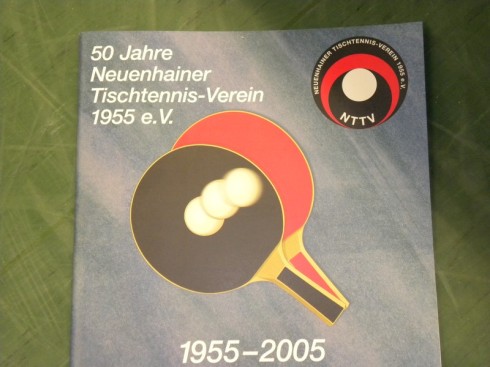 50 Jahre
Neuenhainer
Tischtennis-Verein
1955 e.V.
NEUENHAINER TISCHTENNIS-VEREIN 1955 e.V.
NTTV
1955–2005